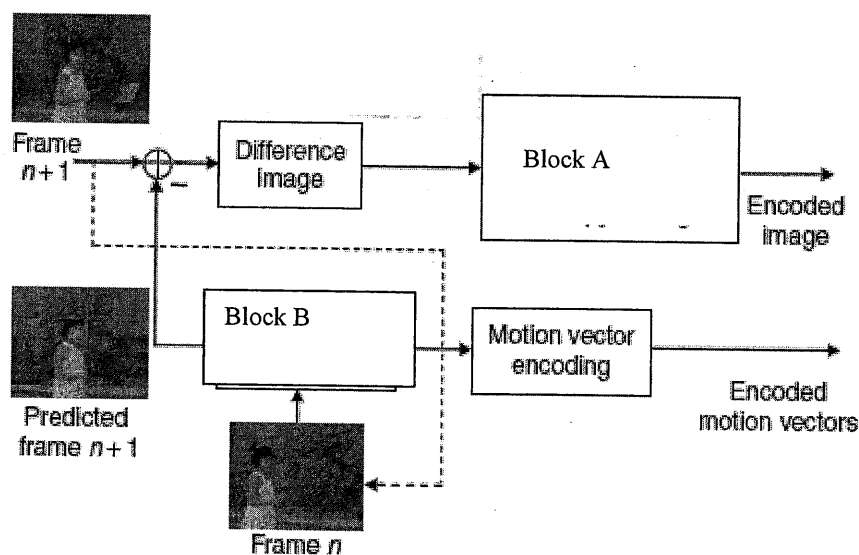 Frame
n+1
Difference
image
Block A
Encoded
image
Block B
Motion vector
encoding
Encoded
motion vectors
Predicted
frame n+1
Frame n